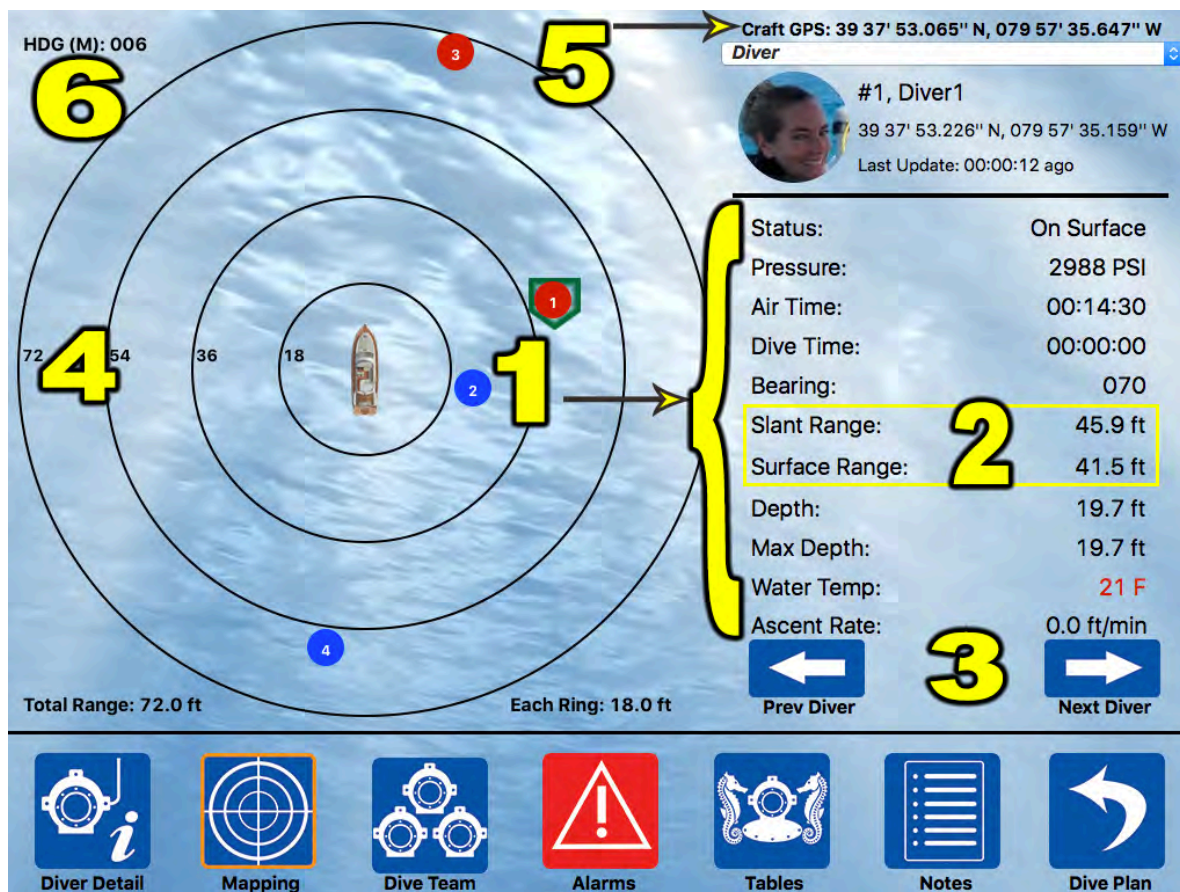 HDG (M): 006
6
3
5
Craft GPS: 39 37' 53.065" N, 079 57' 35.647" W
Diver
#1, Diver1
39 37' 53.226" N, 079 57' 35.159" W
Last Update: 00:00:12 ago
72
4
54
36
18
1
2
1
4
Total Range: 72.0 ft
Each Ring: 18.0 ft
Status: On Surface
Pressure: 2988 PSI
Air Time: 00:14:30
Dive Time: 00:00:00
Bearing: 070
Slant Range: 45.9 ft
Surface Range: 41.5 ft
2
Depth: 19.7 ft
Max Depth: 19.7 ft
Water Temp: 21 F
Ascent Rate: 0.0 ft/min
3
Prev Diver
Next Diver
Diver Detail
Mapping
Dive Team
Alarms
Tables
Notes
Dive Plan